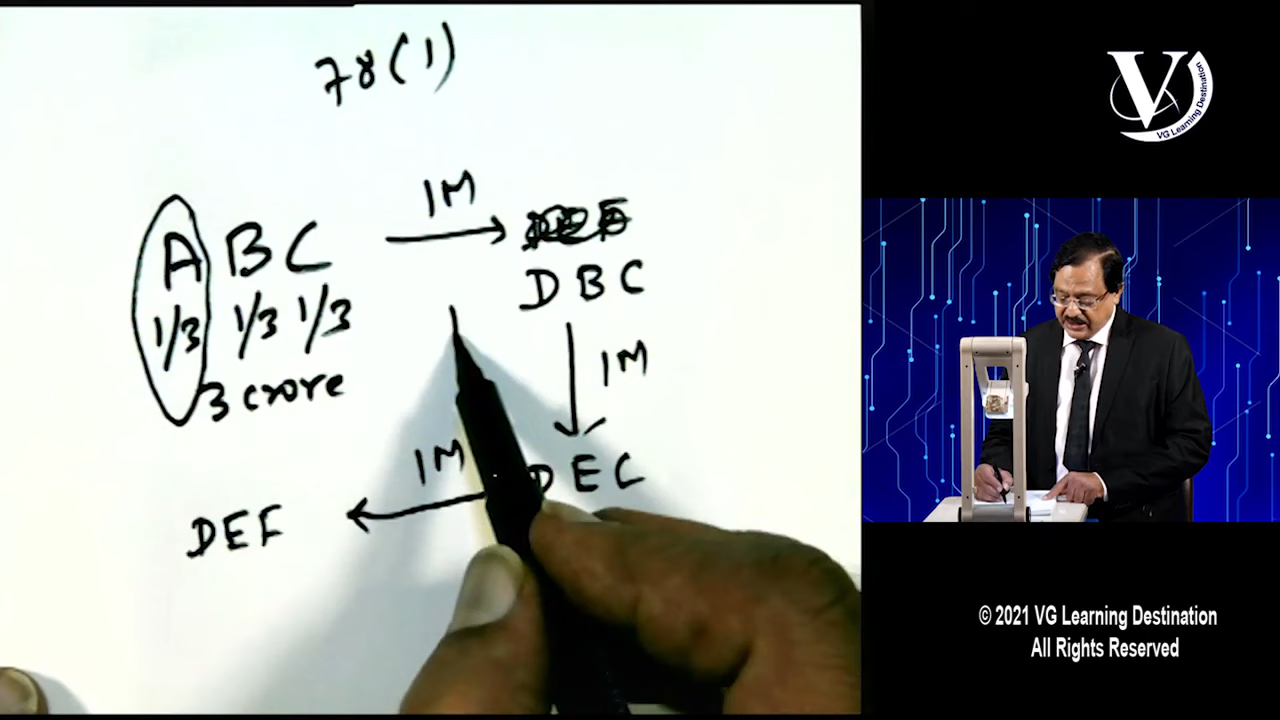 78(1)
1M
A B C
D B C
1/3 1/3 1/3
1M
3 crore
1M
D E C
DEF
V
VG Learning Destination
© 2021 VG Learning Destination
All Rights Reserved